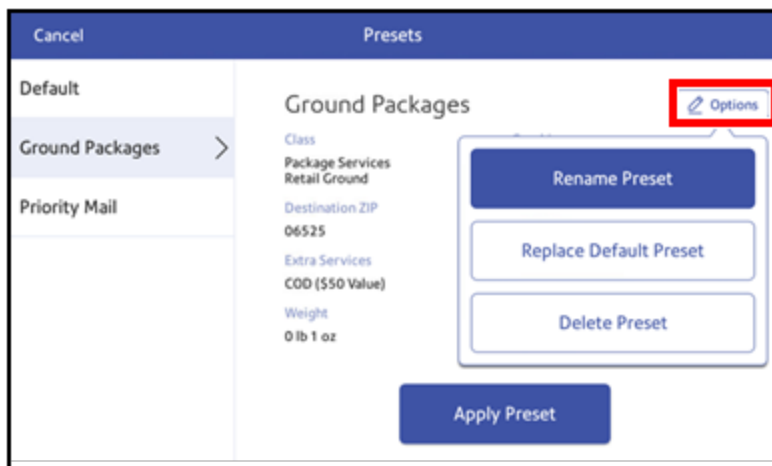 Cancel
Presets
Default
Ground Packages
Priority Mail
Ground Packages
Options
Class
Package Services
Retail Ground
Destination ZIP
06525
Extra Services
COD ($50 Value)
Weight
0 lb 1 oz
Rename Preset
Replace Default Preset
Delete Preset
Apply Preset